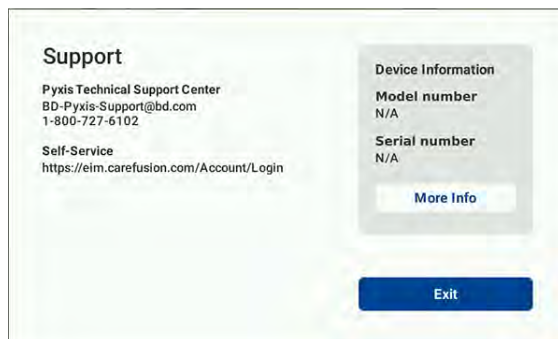 Support
Pyxis Technical Support Center
BD-Pyxis-Support@bd.com
1-800-727-6102
Self-Service
https://eim.carefusion.com/Account/Login
Device Information
Model number
N/A
Serial number
N/A
More Info
Exit